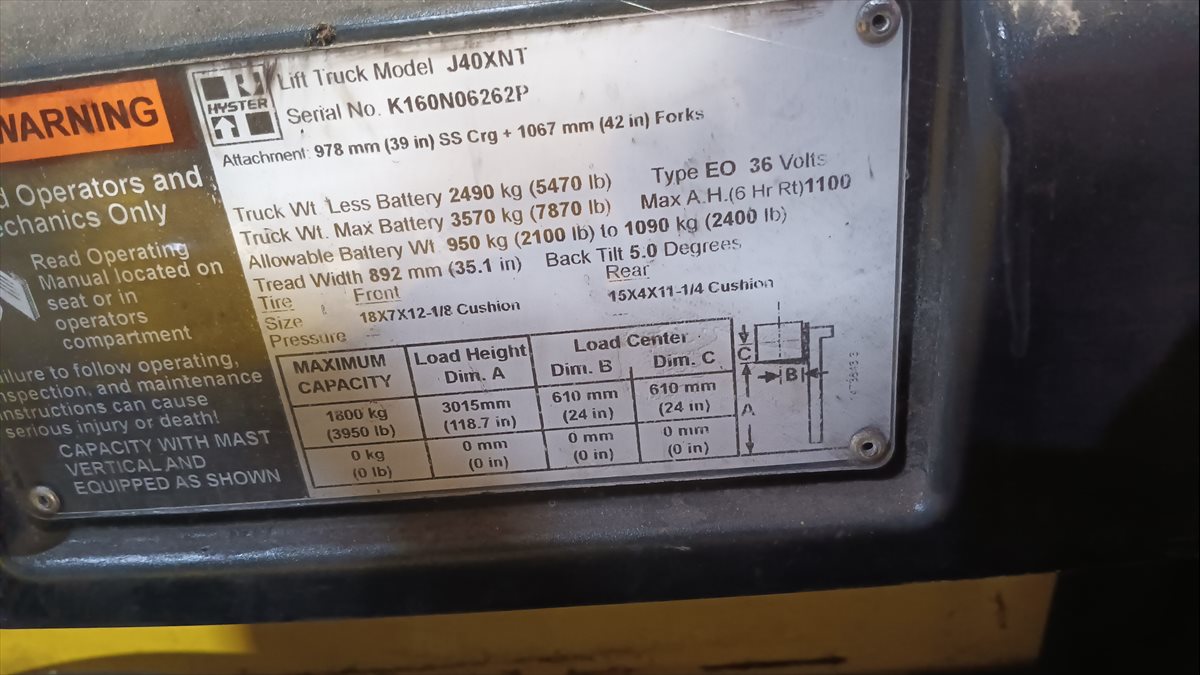 WARNING
d Operators and
echanics Only
Read Operating
Manual located on
seat or in
operators
compartment
ilure to follow operating,
nspection, and maintenance
instructions can cause
serious injury or death!
CAPACITY WITH MAST
VERTICAL AND
EQUIPPED AS SHOWN
HYSTER
Lift Truck Model J40XNT
Serial No. K160N06262P
Attachment: 978 mm (39 in) SS Crg + 1067 mm (42 in) Forks
Truck Wt. Less Battery 2490 kg (5470 lb) Type EO 36 Volts
Truck Wt. Max Battery 3570 kg (7870 lb) Max A.H.(6 Hr Rt)1100
Allowable Battery Wt. 950 kg (2100 lb) to 1090 kg (2400 lb)
Tread Width 892 mm (35.1 in) Back Tilt 5.0 Degrees
Tire Front Rear
Size 18X7X12-1/8 Cushion 15X4X11-1/4 Cushion
Pressure
MAXIMUM CAPACITY Load Height Dim. A Load Center Dim. B Dim. C
1800 kg (3950 lb) 3015mm (118.7 in) 610 mm (24 in) 610 mm (24 in)
0 kg (0 lb) 0 mm (0 in) 0 mm (0 in) 0 mm (0 in)
C
B
A